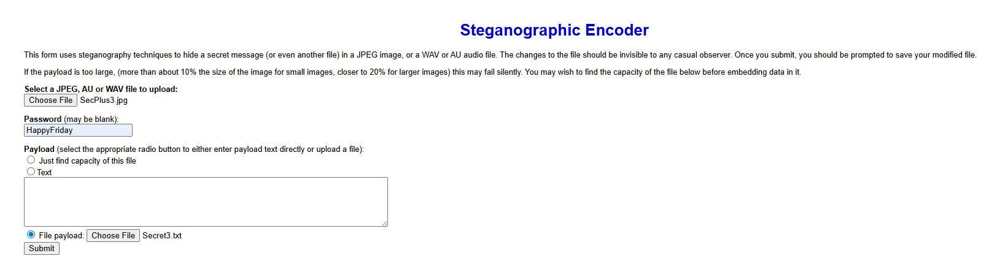 Steganographic Encoder
This form uses steganography techniques to hide a secret message (or even another file) in a JPEG image, or a WAV or AU audio file. The changes to the file should be invisible to any casual observer. Once you submit, you should be prompted to save your modified file.
If the payload is too large, (more than about 10% the size of the image for small images, closer to 20% for larger images) this may fail silently. You may wish to find the capacity of the file below before embedding data in it.
Select a JPEG, AU or WAV file to upload:
Choose File SecPlus3.jpg
Password (may be blank):
HappyFriday
Payload (select the appropriate radio button to either enter payload text directly or upload a file):
Just find capacity of this file
Text
File payload: Choose File Secret3.txt
Submit